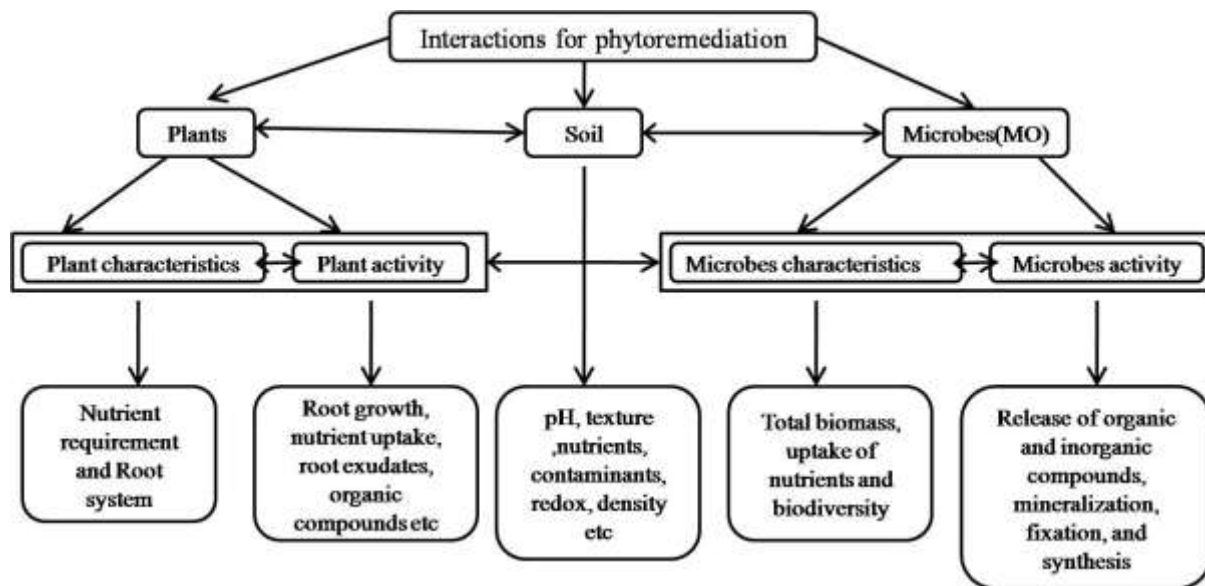 Interactions for phytoremediation
Plants
Soil
Microbes(MO)
Plant characteristics
Plant activity
Microbes characteristics
Microbes activity
Nutrient
requirement
and Root
system
Root growth,
nutrient uptake,
root exudates,
organic
compounds etc
pH, texture
,nutrients,
contaminants,
redox, density
etc
Total biomass,
uptake of
nutrients and
biodiversity
Release of organic
and inorganic
compounds,
mineralization,
fixation, and
synthesis